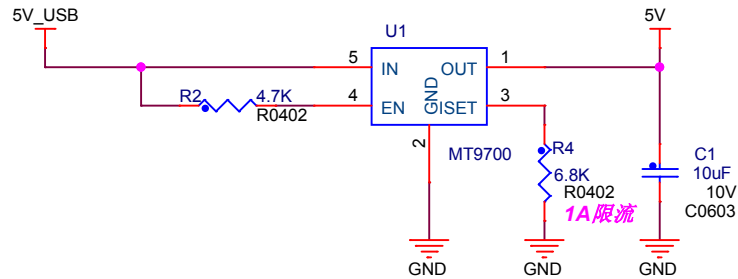 5V_USB
U1
5V
5
IN
OUT
1
R2
4.7K
R0402
4
EN
GND
ISET
3
2
MT9700
R4
6.8K
R0402
1A限流
C1
10uF
10V
C0603
GND
GND
GND